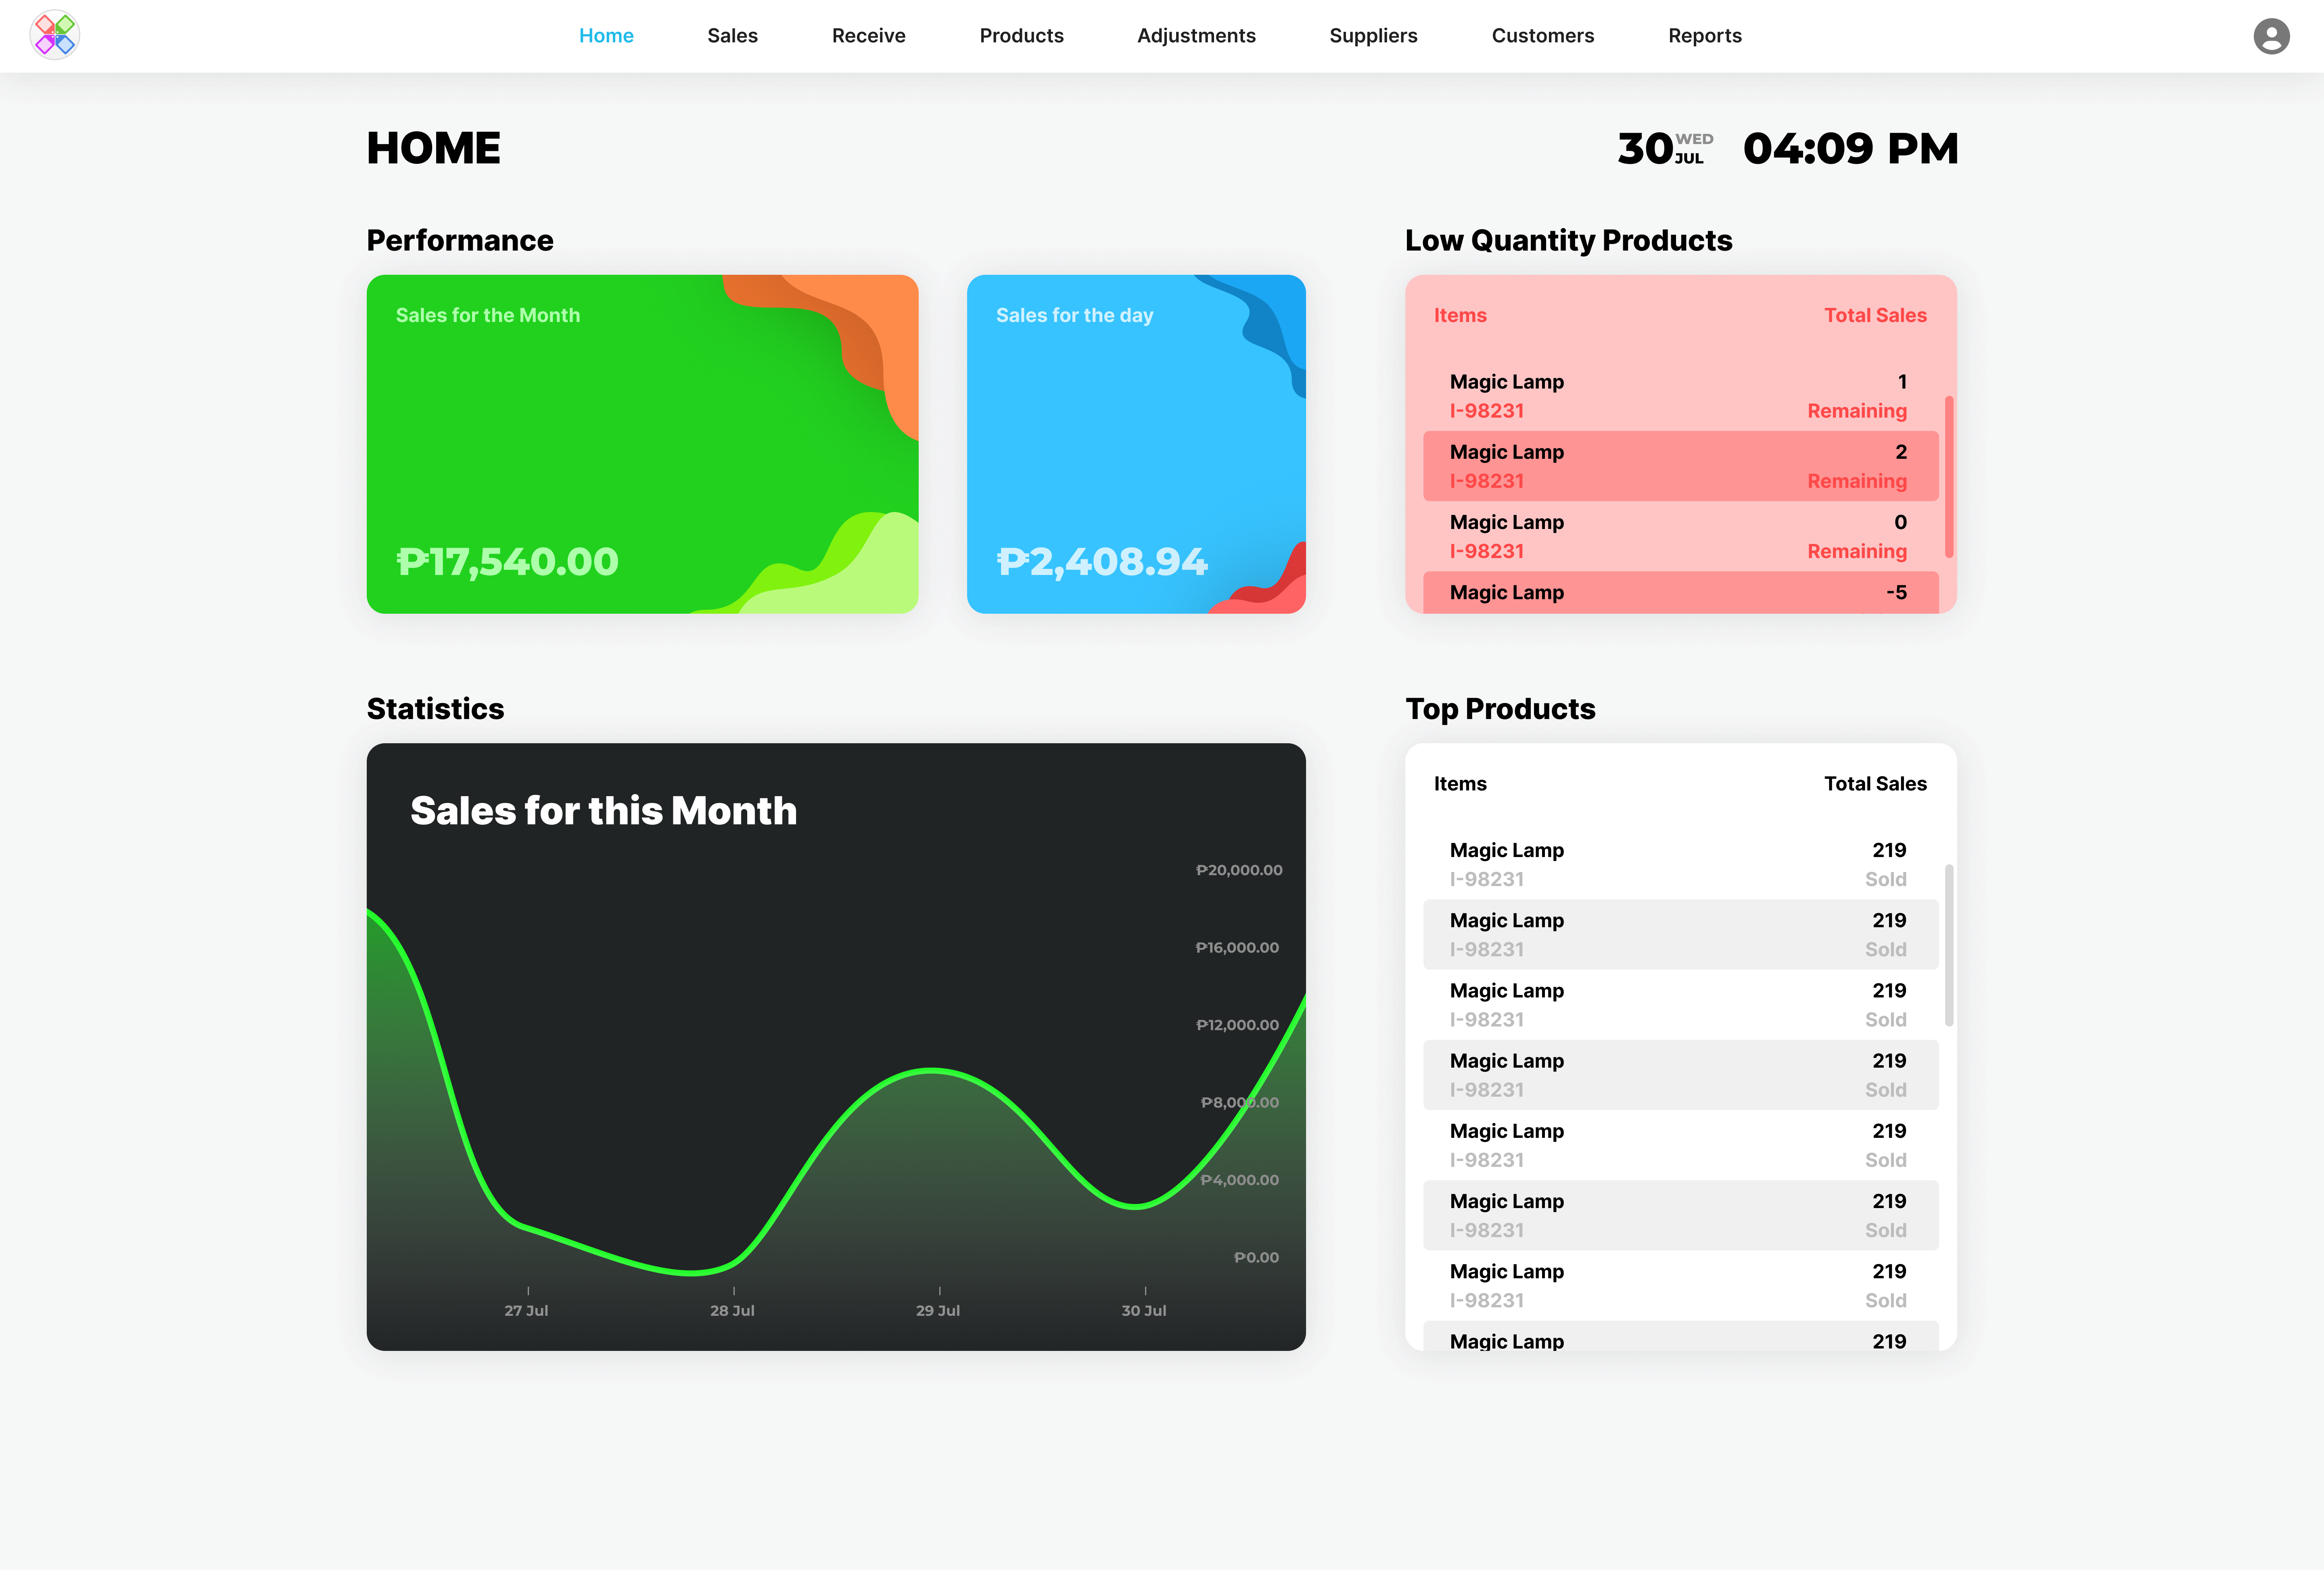 Home Sales Receive Products Adjustments Suppliers Customers Reports
HOME
30 WED JUL 04:09 PM
Performance
Sales for the Month
₱17,540.00
Sales for the day
₱2,408.94
Low Quantity Products
Items Total Sales
Magic Lamp 1
I-98231 Remaining
Magic Lamp 2
I-98231 Remaining
Magic Lamp 0
I-98231 Remaining
Magic Lamp -5
Statistics
Sales for this Month
₱20,000.00
₱16,000.00
₱12,000.00
₱8,000.00
₱4,000.00
₱0.00
27 Jul 28 Jul 29 Jul 30 Jul
Top Products
Items Total Sales
Magic Lamp 219
I-98231 Sold
Magic Lamp 219
I-98231 Sold
Magic Lamp 219
I-98231 Sold
Magic Lamp 219
I-98231 Sold
Magic Lamp 219
I-98231 Sold
Magic Lamp 219
I-98231 Sold
Magic Lamp 219
I-98231 Sold
Magic Lamp 219